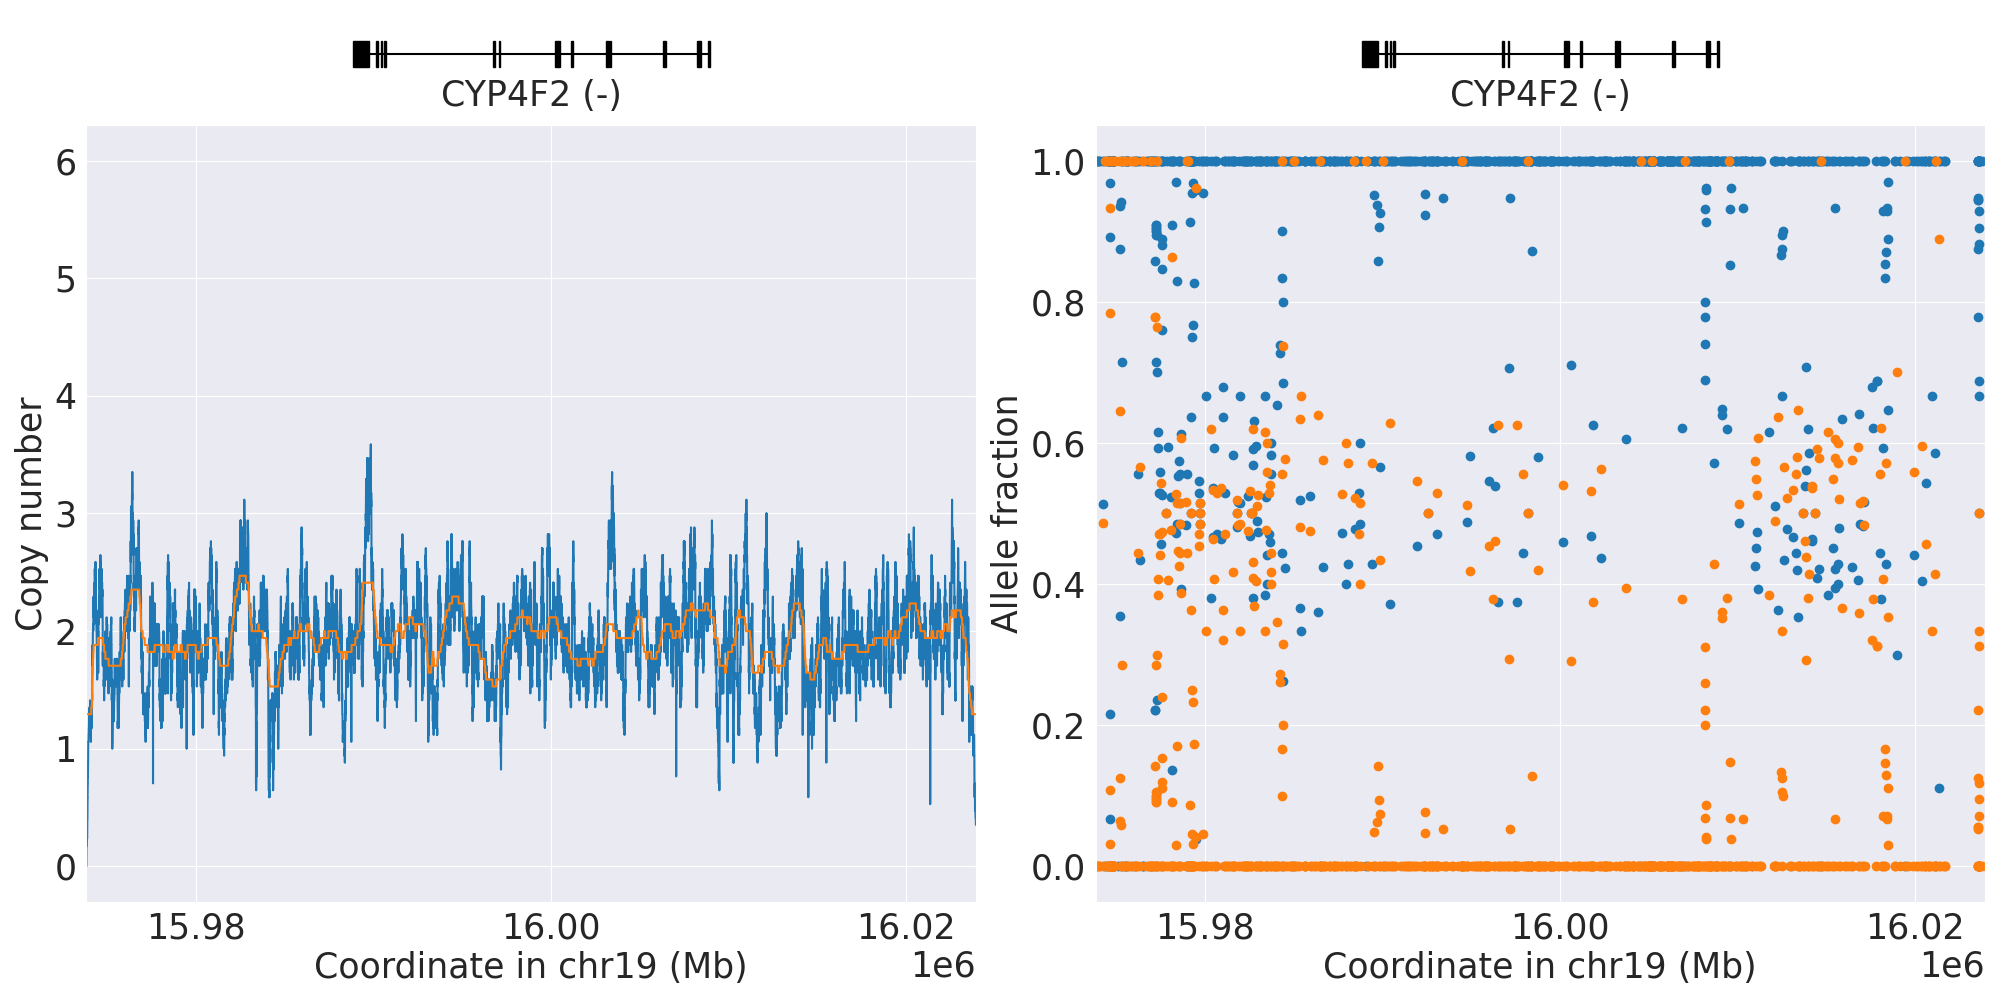 CYP4F2 (-)
6
5
4
3
2
1
0
Copy number
15.98
16.00
16.02
Coordinate in chr19 (Mb)
1e6
CYP4F2 (-)
1.0
0.8
0.6
0.4
0.2
0.0
Allele fraction
15.98
16.00
16.02
Coordinate in chr19 (Mb)
1e6